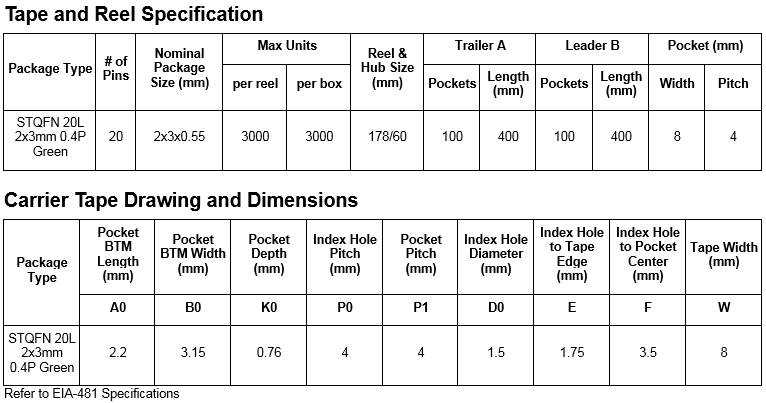 Tape and Reel Specification
Package Type # of Pins Nominal Package Size (mm) Max Units Reel & Hub Size (mm) Trailer A Leader B Pocket (mm)
per reel per box Pockets Length (mm) Pockets Length (mm) Width Pitch
STQFN 20L 2x3mm 0.4P Green 20 2x3x0.55 3000 3000 178/60 100 400 100 400 8 4
Carrier Tape Drawing and Dimensions
Package Type Pocket BTM Length (mm) Pocket BTM Width (mm) Pocket Depth (mm) Index Hole Pitch (mm) Pocket Pitch (mm) Index Hole Diameter (mm) Index Hole to Tape Edge (mm) Index Hole to Pocket Center (mm) Tape Width (mm)
A0 B0 K0 P0 P1 D0 E F W
STQFN 20L 2x3mm 0.4P Green 2.2 3.15 0.76 4 4 1.5 1.75 3.5 8
Refer to EIA-481 Specifications